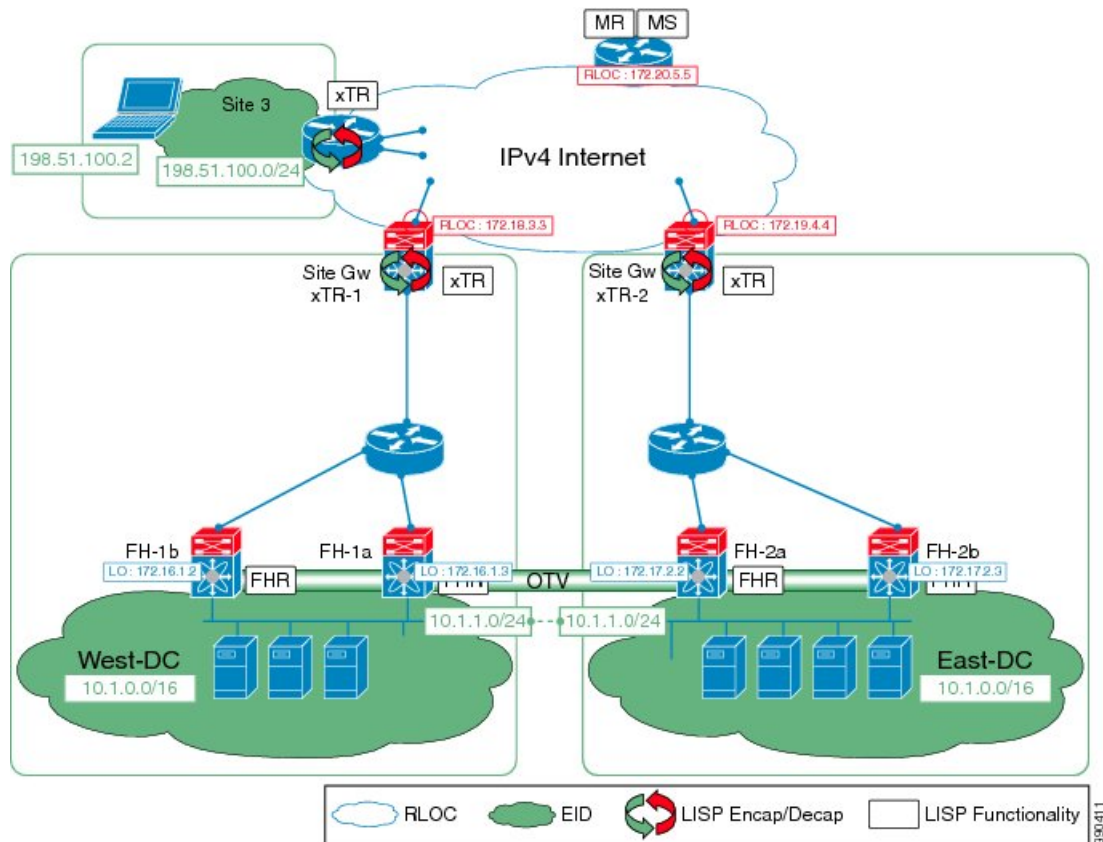 MR
MS
RLOC : 172.20.5.5
Site 3
xTR
198.51.100.2
198.51.100.0/24
IPv4 Internet
RLOC : 172.18.3.3
RLOC : 172.19.4.4
Site Gw
xTR-1
xTR
Site Gw
xTR-2
xTR
FH-1b
FH-1a
FH-2a
FH-2b
LO : 172.16.1.2
FHR
LO : 172.16.1.3
OTV
LO : 172.17.2.2
FHR
LO : 172.17.2.3
10.1.1.0/24
10.1.1.0/24
West-DC
10.1.0.0/16
East-DC
10.1.0.0/16
RLOC
EID
LISP Encap/Decap
LISP Functionality